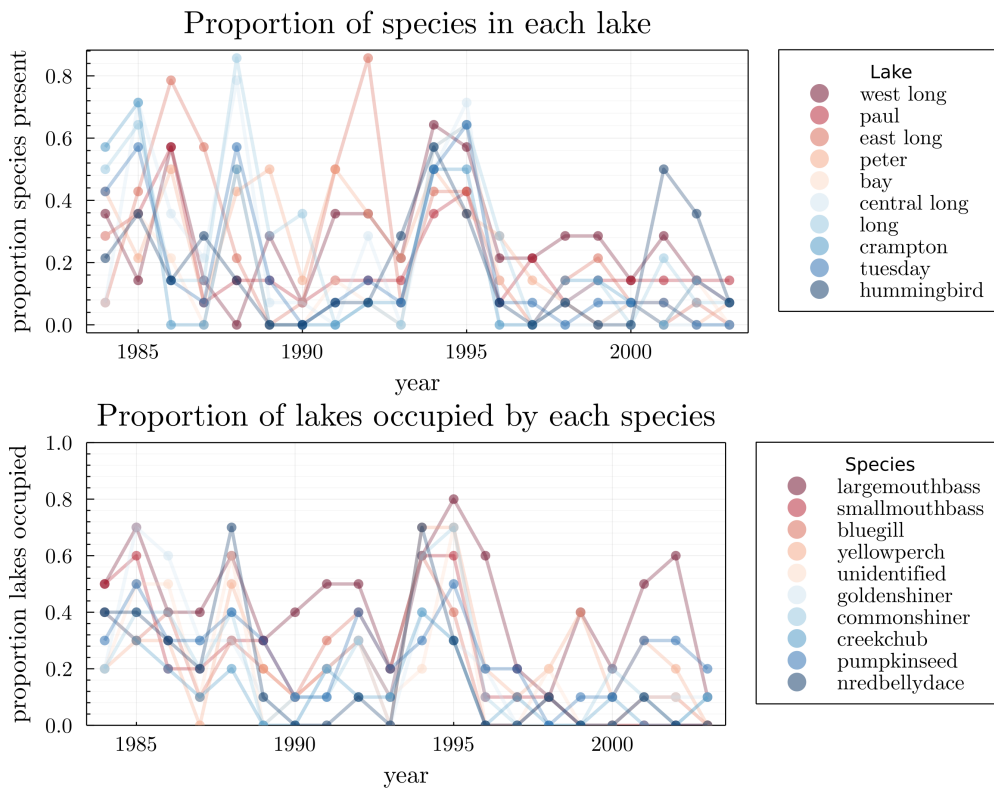 Proportion of species in each lake
proportion species present
0.8
0.6
0.4
0.2
0.0
1985
1990
1995
2000
year
Lake
west long
paul
east long
peter
bay
central long
long
crampton
tuesday
hummingbird
Proportion of lakes occupied by each species
proportion lakes occupied
1.0
0.8
0.6
0.4
0.2
0.0
1985
1990
1995
2000
year
Species
largemouthbass
smallmouthbass
bluegill
yellowperch
unidentified
goldenshiner
commonshiner
creekchub
pumpkinseed
nredbellydace